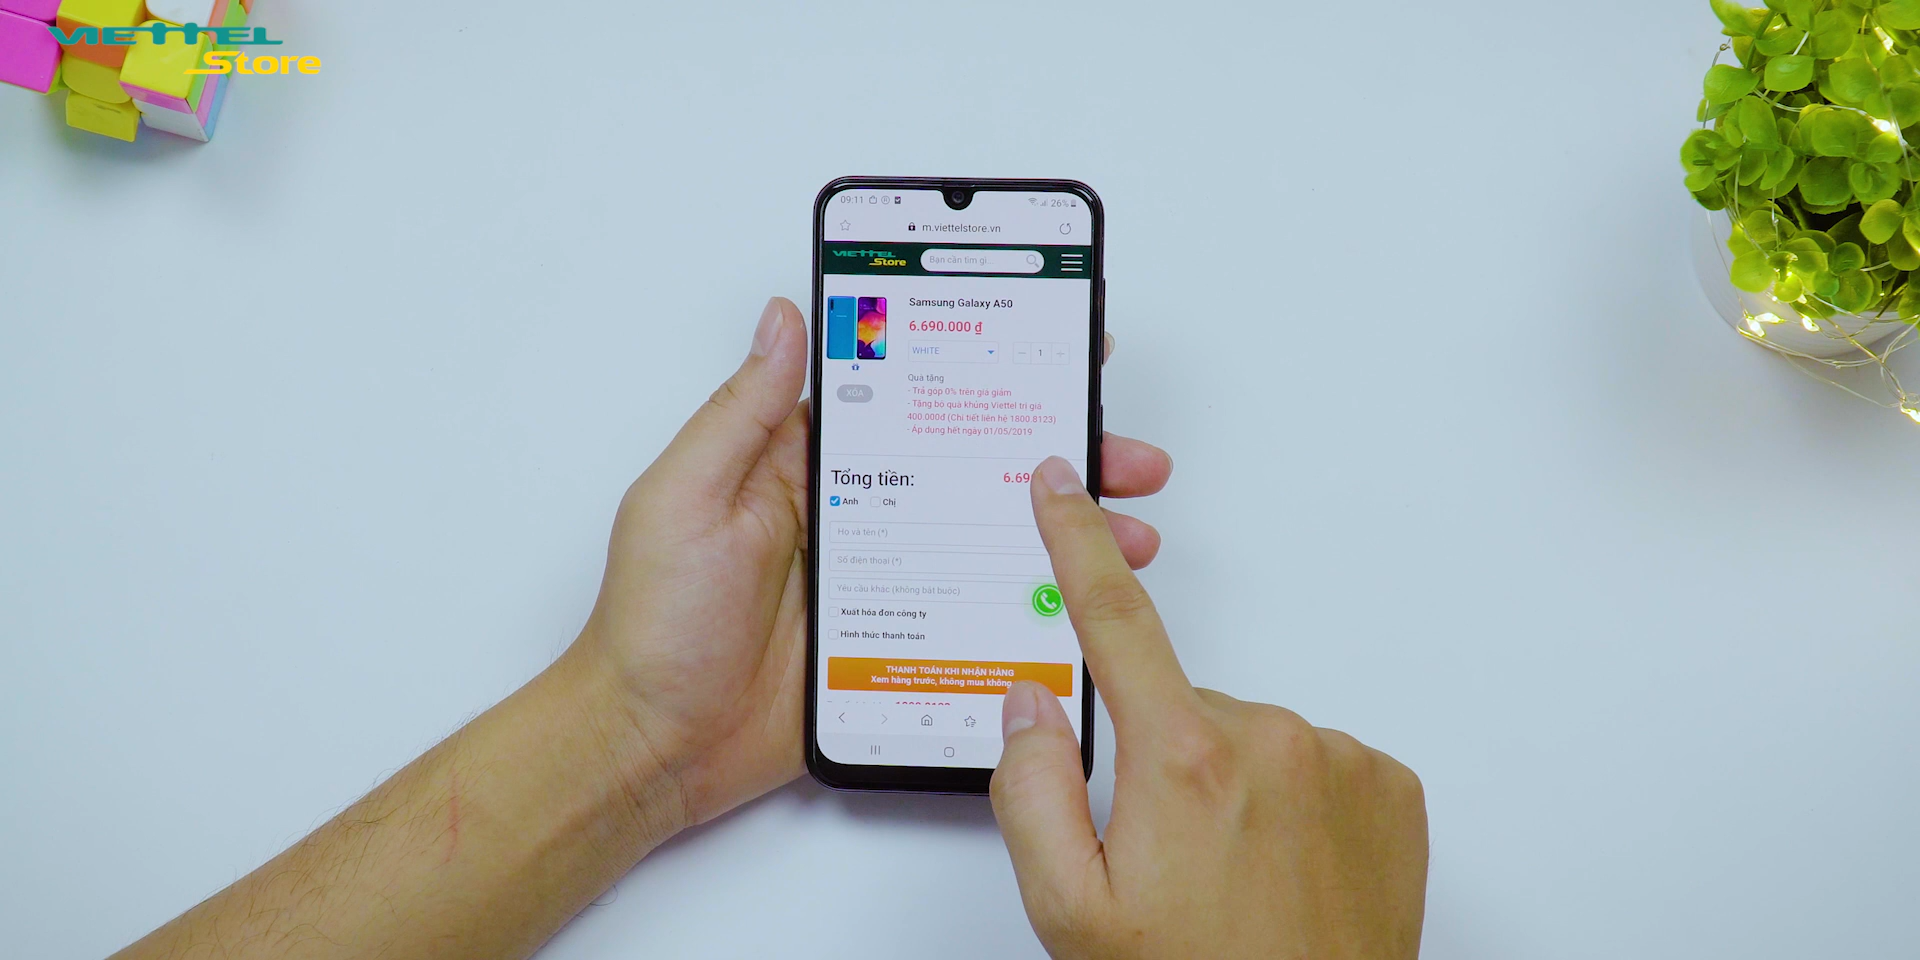 VIETTEL
Store
09:11
26%
m.viettelstore.vn
VIETTEL
Store
Bạn cần tìm gì...
Samsung Galaxy A50
6.690.000 ₫
WHITE
1
Quà tặng
XÓA
- Trả góp 0% trên giá giảm
- Tặng bộ quà khủng Viettel trị giá
400.000đ (Chi tiết liên hệ 1800.8123)
- Áp dụng hết ngày 01/05/2019
Tổng tiền:
6.69
Anh
Chị
Họ và tên (*)
Số điện thoại (*)
Yêu cầu khác (không bắt buộc)
Xuất hóa đơn công ty
Hình thức thanh toán
THANH TOÁN KHI NHẬN HÀNG
Xem hàng trước, không mua không